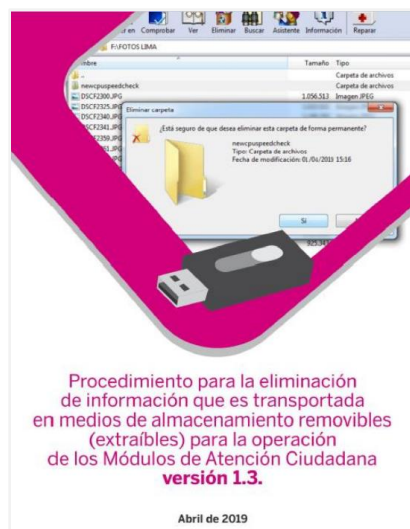 Comprobar Ver Eliminar Buscar Asistente Información Reparar
F:\FOTOS LIMA
Tamaño Tipo
Carpeta de archivos
newcpuspeedcheck Carpeta de archivos
DSCF2300.JPG 1.056.513 Imagen JPEG
DSCF2325.JPG
DSCF2340.JPG
DSCF2341.JPG
Eliminar carpeta
¿Está seguro de que desea eliminar esta carpeta de forma permanente?
newcpuspeedcheck
Tipo: Carpeta de archivos
Fecha de modificación: 01/04/2013 15:16
Sí
Procedimiento para la eliminación
de información que es transportada
en medios de almacenamiento removibles
(extraíbles) para la operación
de los Módulos de Atención Ciudadana
versión 1.3.
Abril de 2019